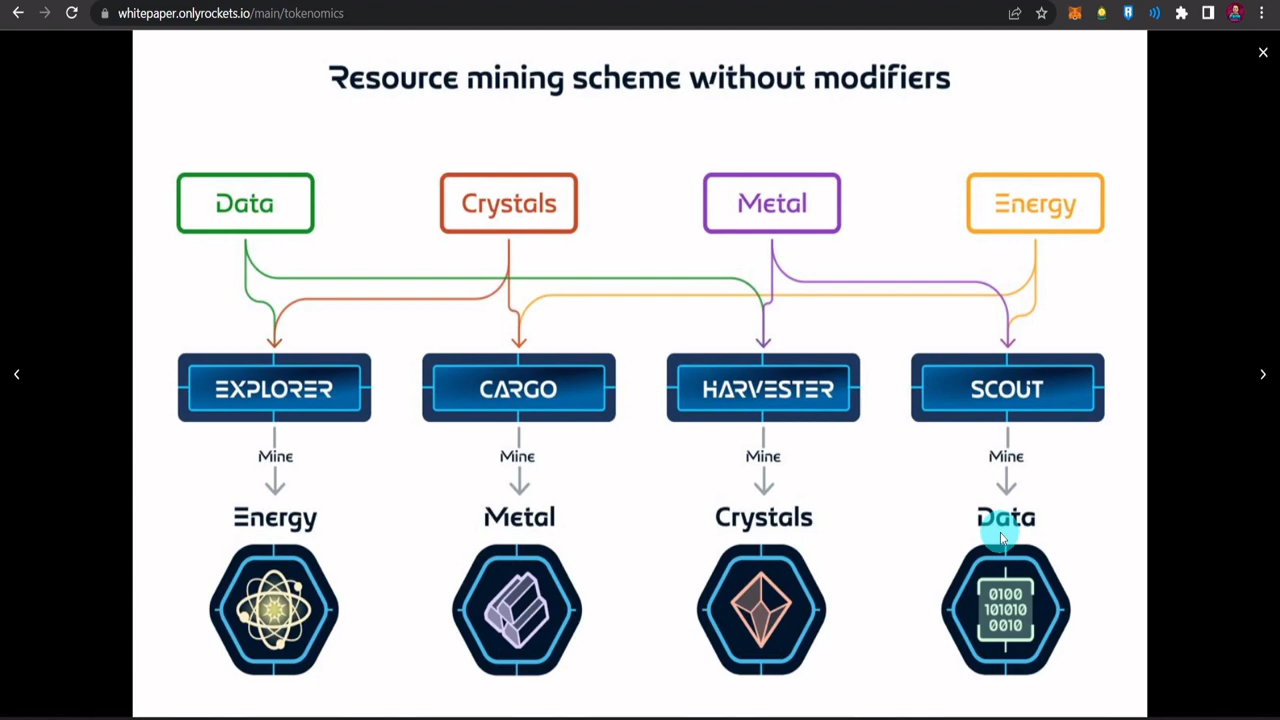 whitepaper.onlyrockets.io/main/tokenomics
Resource mining scheme without modifiers
Data
Crystals
Metal
Energy
EXPLORER
CARGO
HARVESTER
SCOUT
Mine
Mine
Mine
Mine
Energy
Metal
Crystals
Data
0100
101010
0010